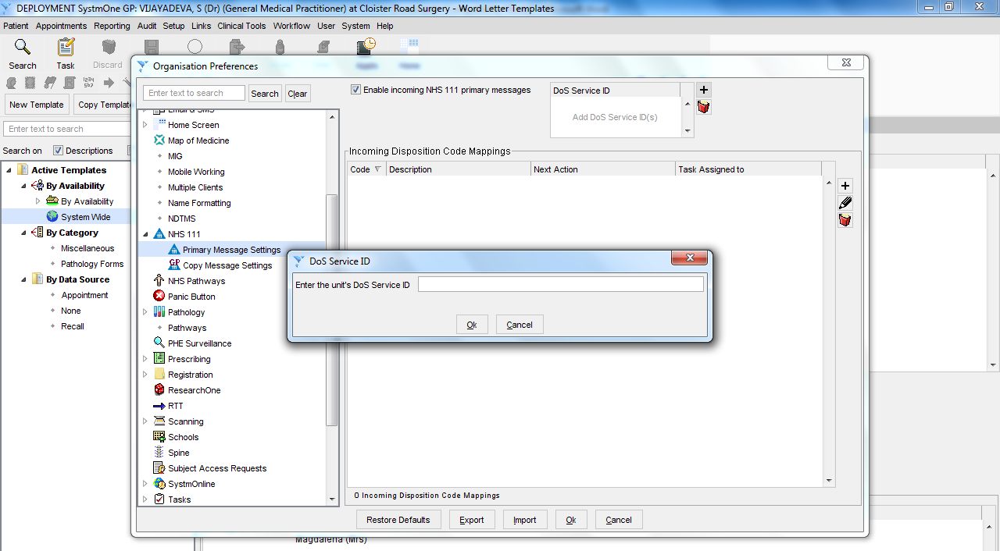 DEPLOYMENT SystmOne GP: VIJAYADEVA, S (Dr) (General Medical Practitioner) at Cloister Road Surgery - Word Letter Templates
Patient Appointments Reporting Audit Setup Links Clinical Tools Workflow User System Help
Search Task Discard
New Template Copy Templat
Enter text to search
Search on Descriptions
Active Templates
By Availability
By Availability
System Wide
By Category
Miscellaneous
Pathology Forms
By Data Source
Appointment
None
Recall
Organisation Preferences
Enter text to search Search Clear
Email & SMS
Home Screen
Map of Medicine
MIG
Mobile Working
Multiple Clients
Name Formatting
NDTMS
NHS 111
Primary Message Settings
Copy Message Settings
NHS Pathways
Panic Button
Pathology
Pathways
PHE Surveillance
Prescribing
Registration
ResearchOne
RTT
Scanning
Schools
Spine
Subject Access Requests
SystmOnline
Tasks
Enable incoming NHS 111 primary messages
DoS Service ID
Add DoS Service ID(s)
Incoming Disposition Code Mappings
Code Description Next Action Task Assigned to
DoS Service ID
Enter the unit's DoS Service ID
Ok Cancel
0 Incoming Disposition Code Mappings
Restore Defaults Export Import Ok Cancel
Magdalena (Mrs)